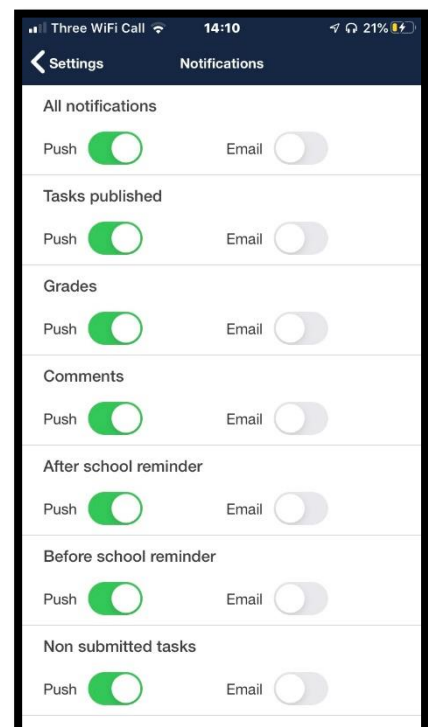 Three WiFi Call 14:10 21%
Settings Notifications
All notifications
Push Email
Tasks published
Push Email
Grades
Push Email
Comments
Push Email
After school reminder
Push Email
Before school reminder
Push Email
Non submitted tasks
Push Email